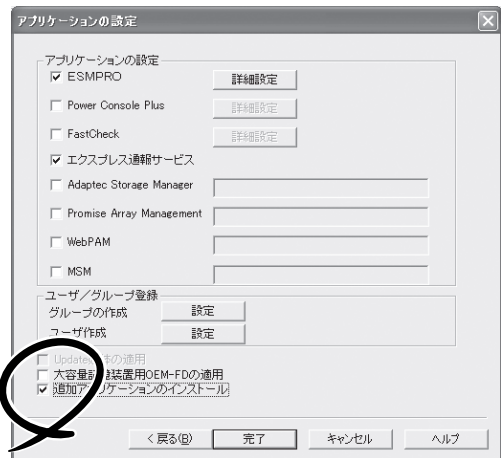 アプリケーションの設定
アプリケーションの設定
ESMPRO 詳細設定
Power Console Plus 詳細設定
FastCheck 詳細設定
エクスプレス通報サービス
Adaptec Storage Manager
Promise Array Management
WebPAM
MSM
ユーザ/グループ登録
グループの作成 設定
ユーザ作成 設定
Update 体の適用
大容量記 装置用OEM-FDの適用
追加ア リケーションのインストール
< 戻る(B) 完了 キャンセル ヘルプ